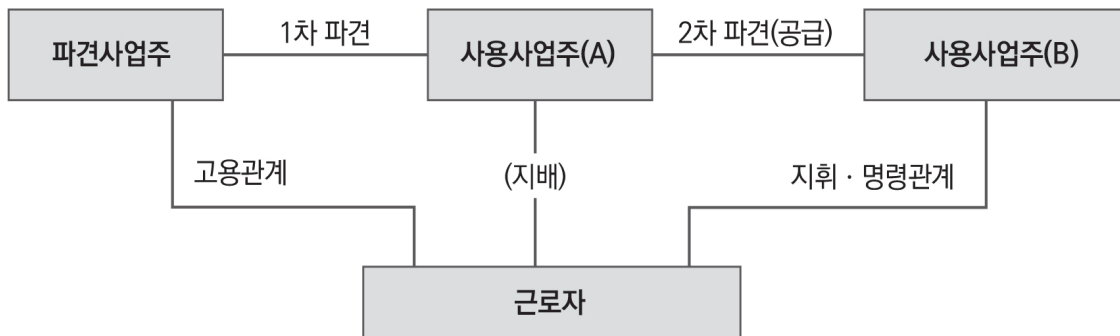 파견사업주
1차 파견
사용사업주(A)
2차 파견(공급)
사용사업주(B)
고용관계
(지배)
지휘 · 명령관계
근로자